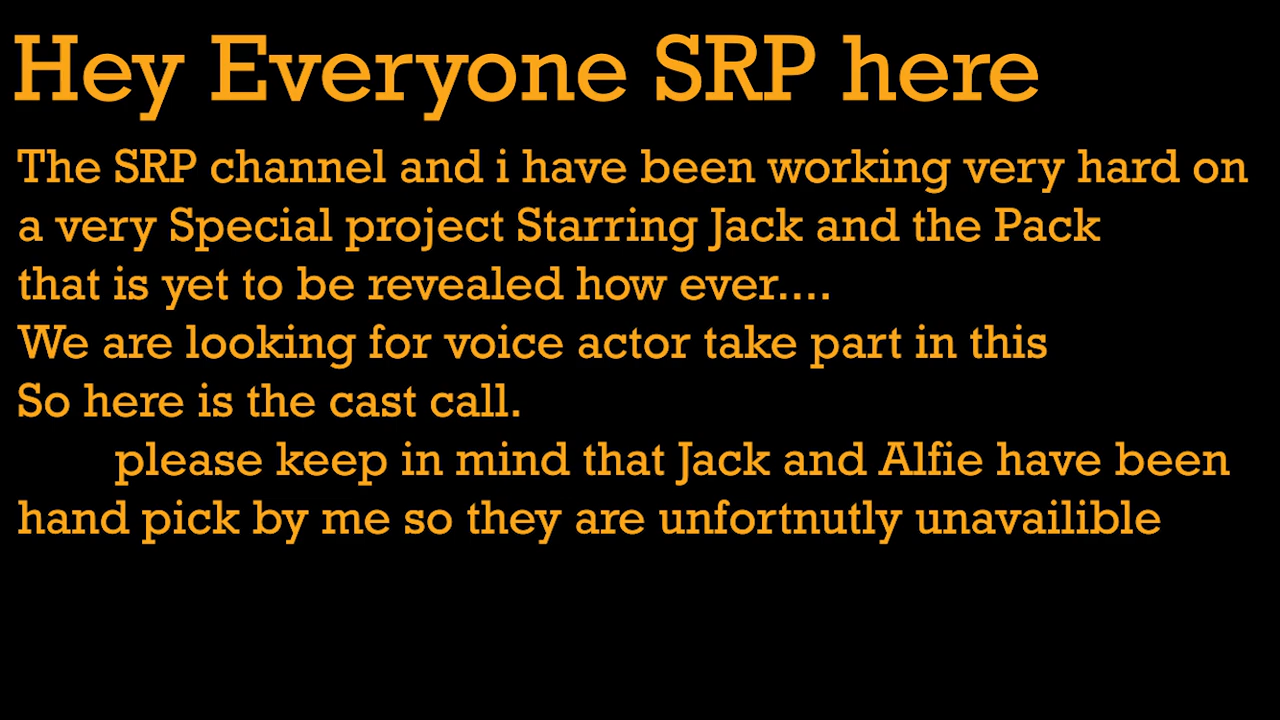 Hey Everyone SRP here
The SRP channel and i have been working very hard on
a very Special project Starring Jack and the Pack
that is yet to be revealed how ever....
We are looking for voice actor take part in this
So here is the cast call.
please keep in mind that Jack and Alfie have been
hand pick by me so they are unfortnutly unavailible